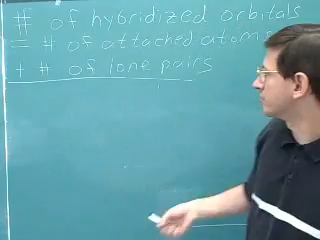 # of hybridized orbitals
= # of attached atoms
+ # of lone pairs